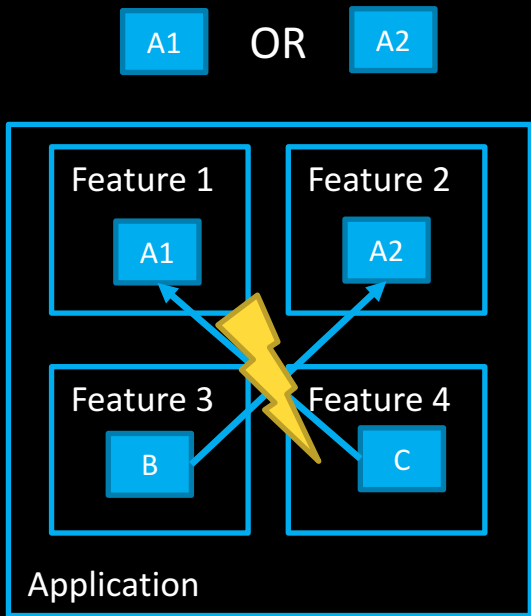 A1 OR A2
Feature 1 Feature 2
A1 A2
Feature 3 Feature 4
B C
Application